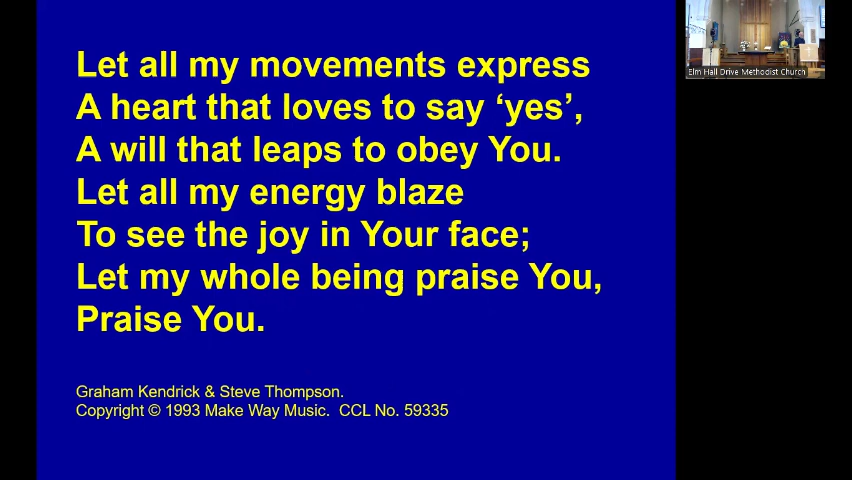 Let all my movements express
A heart that loves to say ‘yes’,
A will that leaps to obey You.
Let all my energy blaze
To see the joy in Your face;
Let my whole being praise You,
Praise You.
Graham Kendrick & Steve Thompson.
Copyright © 1993 Make Way Music.  CCL No. 59335
Elm Hall Drive Methodist Church